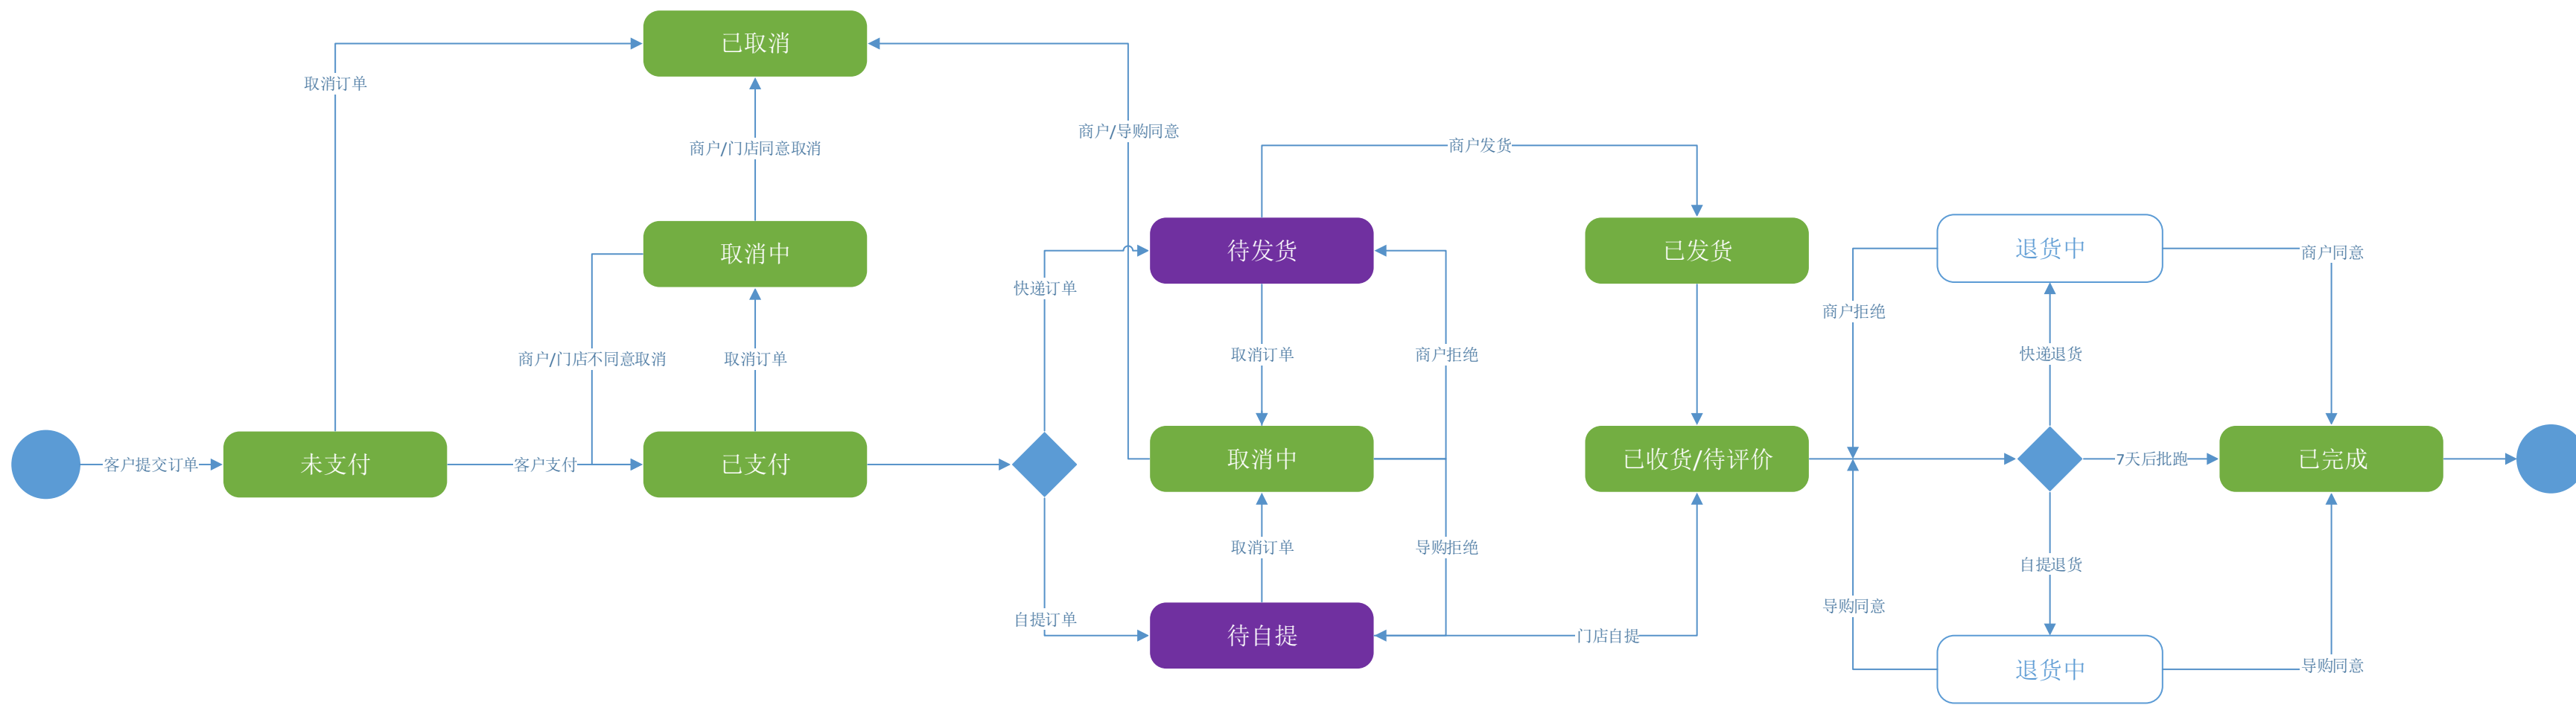 已取消
取消订单
商户/导购同意
商户/门店同意取消
商户发货
取消中
待发货
已发货
退货中
商户同意
快递订单
商户拒绝
商户/门店不同意取消
取消订单
取消订单
商户拒绝
快递退货
客户提交订单
未支付
客户支付
已支付
取消中
已收货/待评价
7天后批跑
已完成
取消订单
导购拒绝
自提退货
导购同意
自提订单
待自提
门店自提
退货中
导购同意